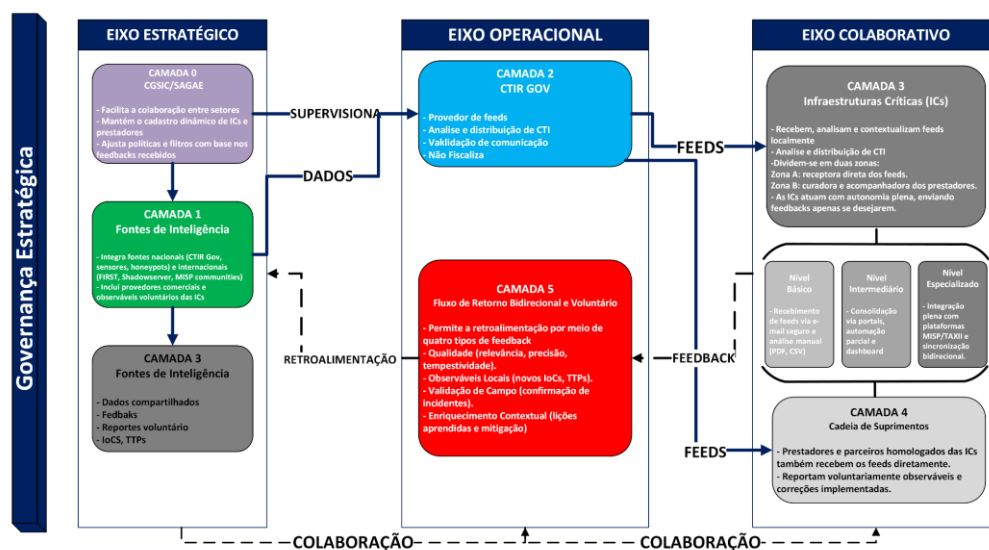 Governança Estratégica
EIXO ESTRATÉGICO
CAMADA 0
CGSIC/SAGAE
- Facilita a colaboração entre setores
- Mantém o cadastro dinâmico de ICs e
prestadores
- Ajusta políticas e filtros com base nos
feedbacks recebidos
CAMADA 1
Fontes de Inteligência
- Integra fontes nacionais (CTIR Gov,
sensores, honeypots) e internacionais
(FIRST, Shadowserver, MISP communities)
- Inclui provedores comerciais e
observáveis voluntários das ICs
CAMADA 3
Fontes de Inteligência
- Dados compartilhados
- Fedbaks
- Reportes voluntário
- IoCS, TTPs
SUPERVISIONA
DADOS
RETROALIMENTAÇÃO
EIXO OPERACIONAL
CAMADA 2
CTIR GOV
- Provedor de feeds
- Analise e distribuição de CTI
- Vaklidação de comunicação
- Não Fiscaliza
CAMADA 5
Fluxo de Retorno Bidirecional e Voluntário
- Permite a retroalimentação por meio de
quatro tipos de feedback
- Qualidade (relevância, precisão,
tempestividade).
- Observáveis Locais (novos IoCs, TTPs).
- Validação de Campo (confirmação de
incidentes).
- Enriquecimento Contextual (lições
aprendidas e mitigação)
FEEDS
FEEDBACK
FEEDS
EIXO COLABORATIVO
CAMADA 3
Infraestruturas Críticas (ICs)
- Recebem, analisam e contextualizam feeds
localmente
- Analise e distribuição de CTI
-Dividem-se em duas zonas:
Zona A: receptora direta dos feeds.
Zona B: curadora e acompanhadora dos prestadores.
- As ICs atuam com autonomia plena, enviando
feedbacks apenas se desejarem.
Nível
Básico
- Recebimento
de feeds via e-
mail seguro e
análise manual
(PDF, CSV)
Nível
Intermediário
- Consolidação
via portais,
automação
parcial e
dashboard
Nível
Especializado
- Integração
plena com
plataformas
MISP/TAXII e
sincronização
bidirecional.
CAMADA 4
Cadeia de Suprimentos
- Prestadores e parceiros homologados das ICs
também recebem os feeds diretamente.
- Reportam voluntariamente observáveis e
correções implementadas.
COLABORAÇÃO
COLABORAÇÃO